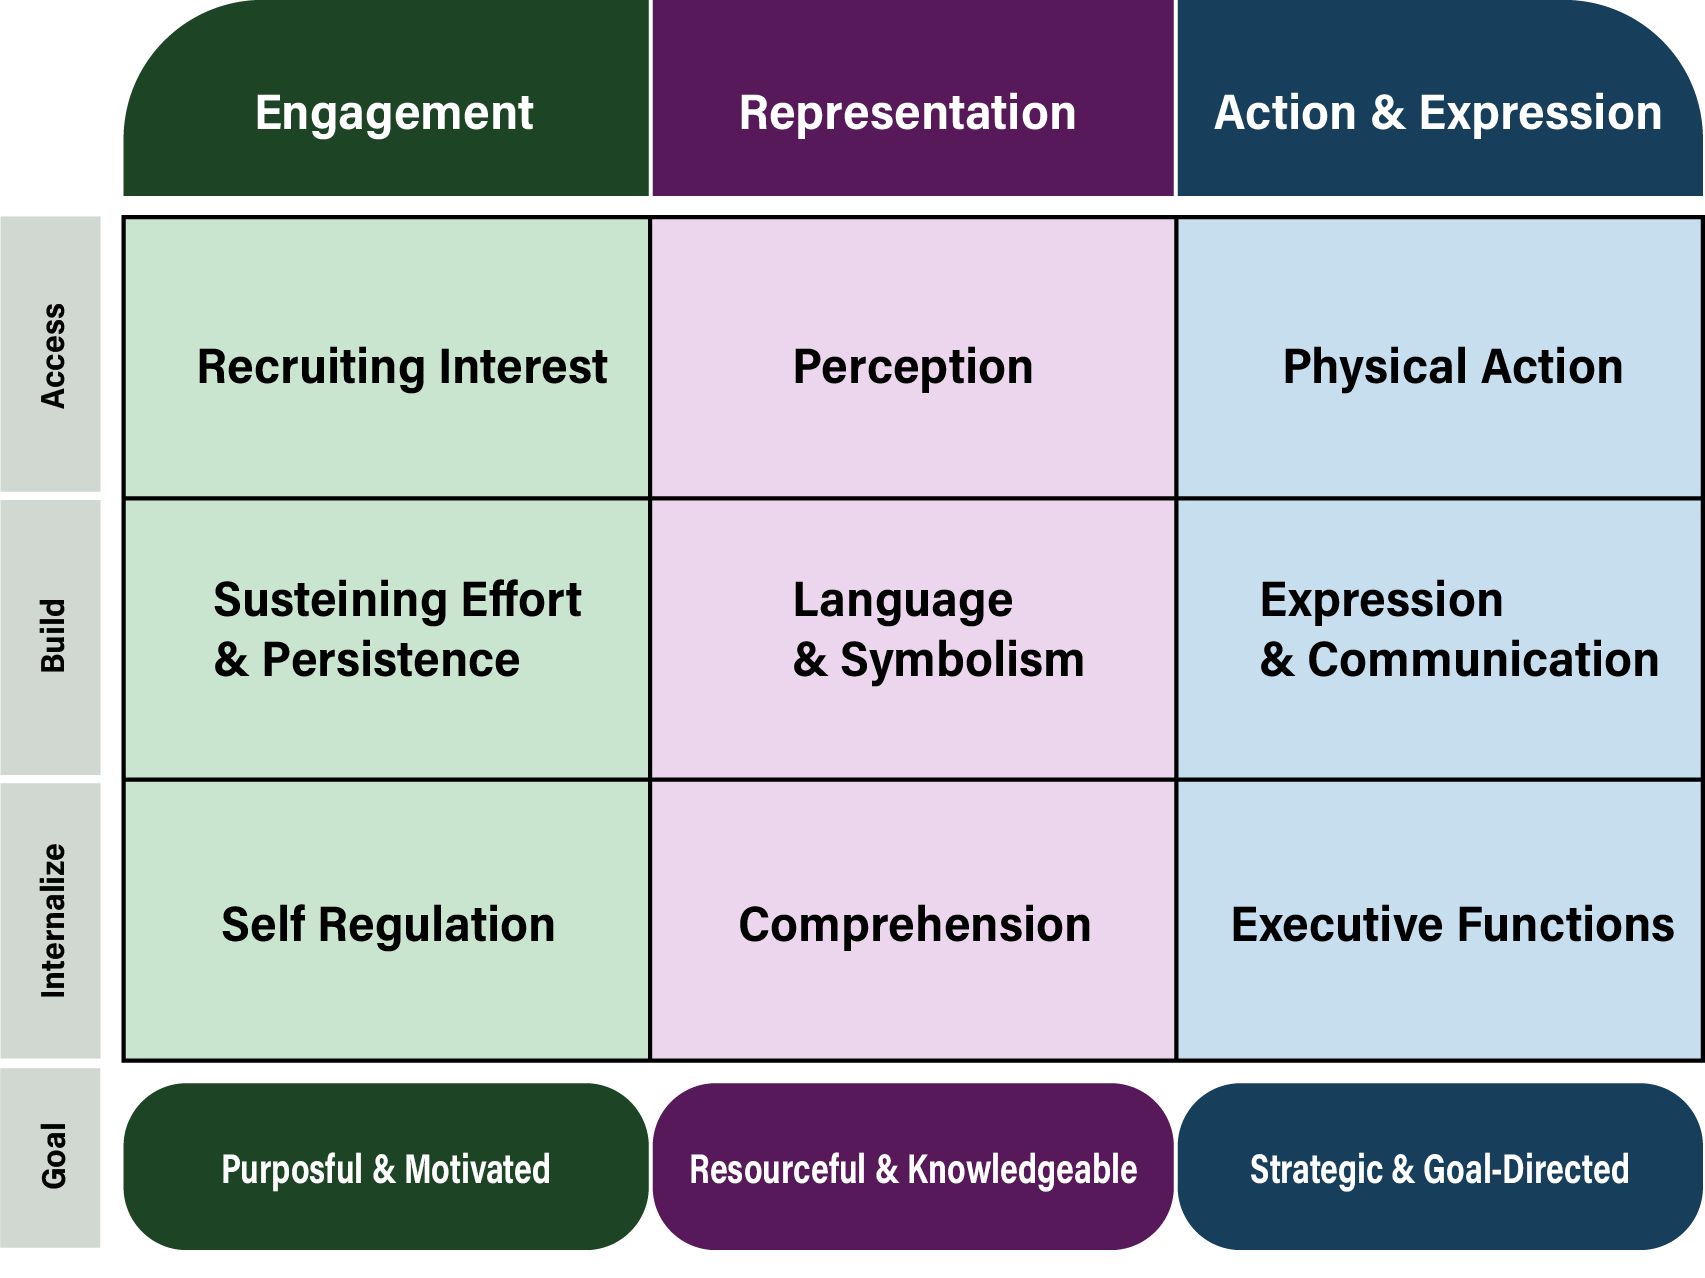 Engagement
Representation
Action & Expression
Access
Recruiting Interest
Perception
Physical Action
Build
Susteining Effort
& Persistence
Language
& Symbolism
Expression
& Communication
Internalize
Self Regulation
Comprehension
Executive Functions
Goal
Purposful & Motivated
Resourceful & Knowledgeable
Strategic & Goal-Directed